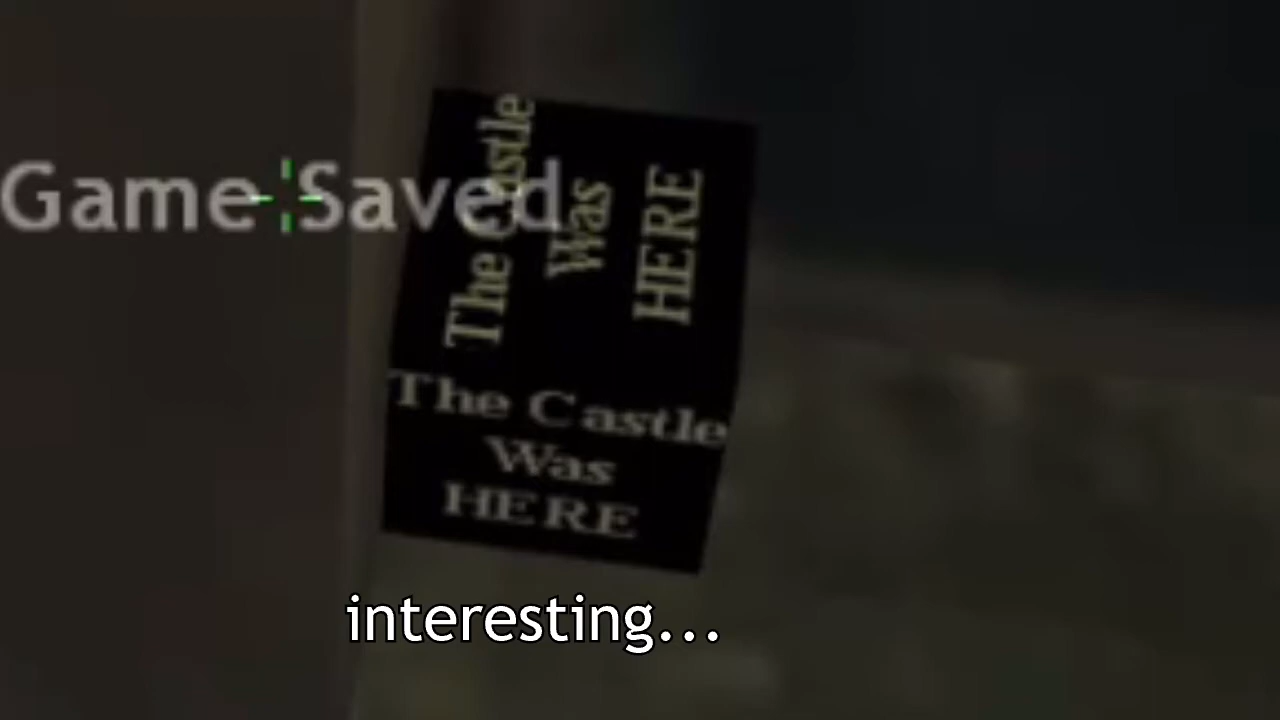 Game Saved
The Castle
Was
HERE
The Castle
Was
HERE
interesting...